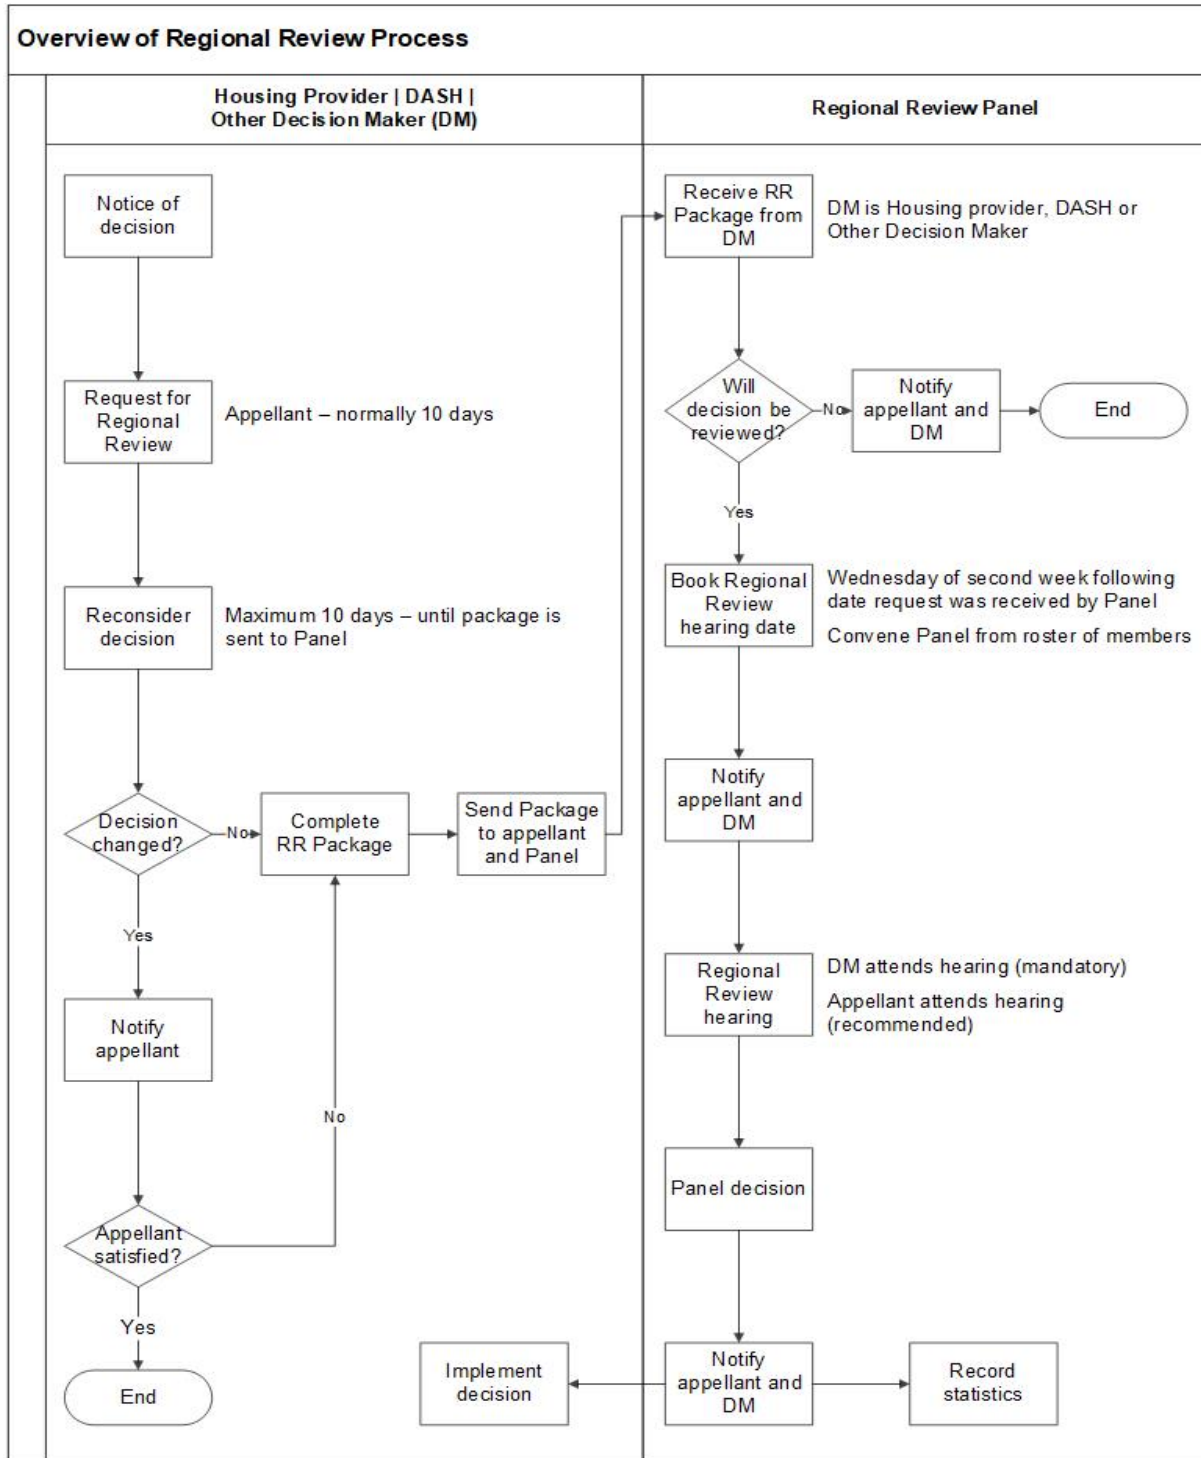 Overview of Regional Review Process
Housing Provider | DASH |
Other Decision Maker (DM)
Regional Review Panel
Notice of
decision
Request for
Regional
Review
Appellant – normally 10 days
Reconsider
decision
Maximum 10 days – until package is
sent to Panel
Decision
changed?
No
Complete
RR Package
Send Package
to appellant
and Panel
Yes
Notify
appellant
No
Appellant
satisfied?
Yes
End
Implement
decision
Receive RR
Package from
DM
DM is Housing provider, DASH or
Other Decision Maker
Will
decision be
reviewed?
No
Notify
appellant and
DM
End
Yes
Book Regional
Review
hearing date
Wednesday of second week following
date request was received by Panel
Convene Panel from roster of members
Notify
appellant and
DM
Regional
Review
hearing
DM attends hearing (mandatory)
Appellant attends hearing
(recommended)
Panel decision
Notify
appellant and
DM
Record
statistics